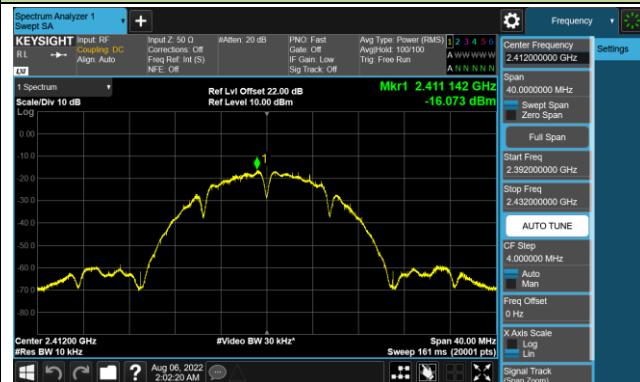 Spectrum Analyzer 1
Swept SA
+
Frequency
KEYSIGHT
RL
LXI
Input: RF
Coupling: DC
Align: Auto
Input Z: 50 Ω
Corrections: Off
Freq Ref: Int (S)
NFE: Off
#Atten: 20 dB
PNO: Fast
Gate: Off
IF Gain: Low
Sig Track: Off
Avg Type: Power (RMS)
Avg|Hold: 100/100
Trig: Free Run
1 2 3 4 5 6
A W W W W W
A N N N N N
Center Frequency
2.412000000 GHz
Settings
Span
40.0000000 MHz
Swept Span
Zero Span
Full Span
Start Freq
2.392000000 GHz
Stop Freq
2.432000000 GHz
AUTO TUNE
CF Step
4.000000 MHz
Auto
Man
Freq Offset
0 Hz
X Axis Scale
Log
Lin
Signal Track
(Span Zoom)
1 Spectrum
Scale/Div 10 dB
Log
Ref Lvl Offset 22.00 dB
Ref Level 10.00 dBm
Mkr1 2.411 142 GHz
-16.073 dBm
1
0.00
-10.0
-20.0
-30.0
-40.0
-50.0
-60.0
-70.0
-80.0
Center 2.41200 GHz
#Res BW 10 kHz
#Video BW 30 kHz*
Span 40.00 MHz
Sweep 161 ms (20001 pts)
?
Aug 06, 2022
2:02:20 AM